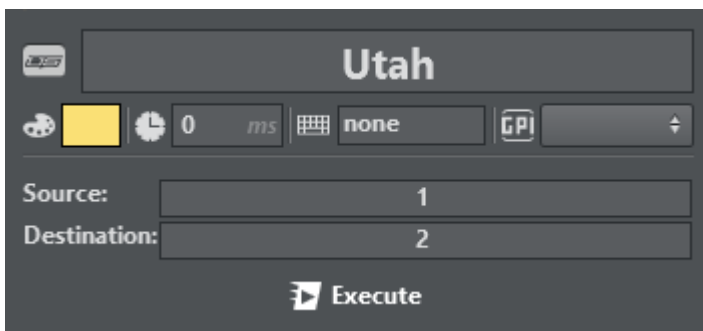 Utah
0 ms none GPI
Source: 1
Destination: 2
Execute